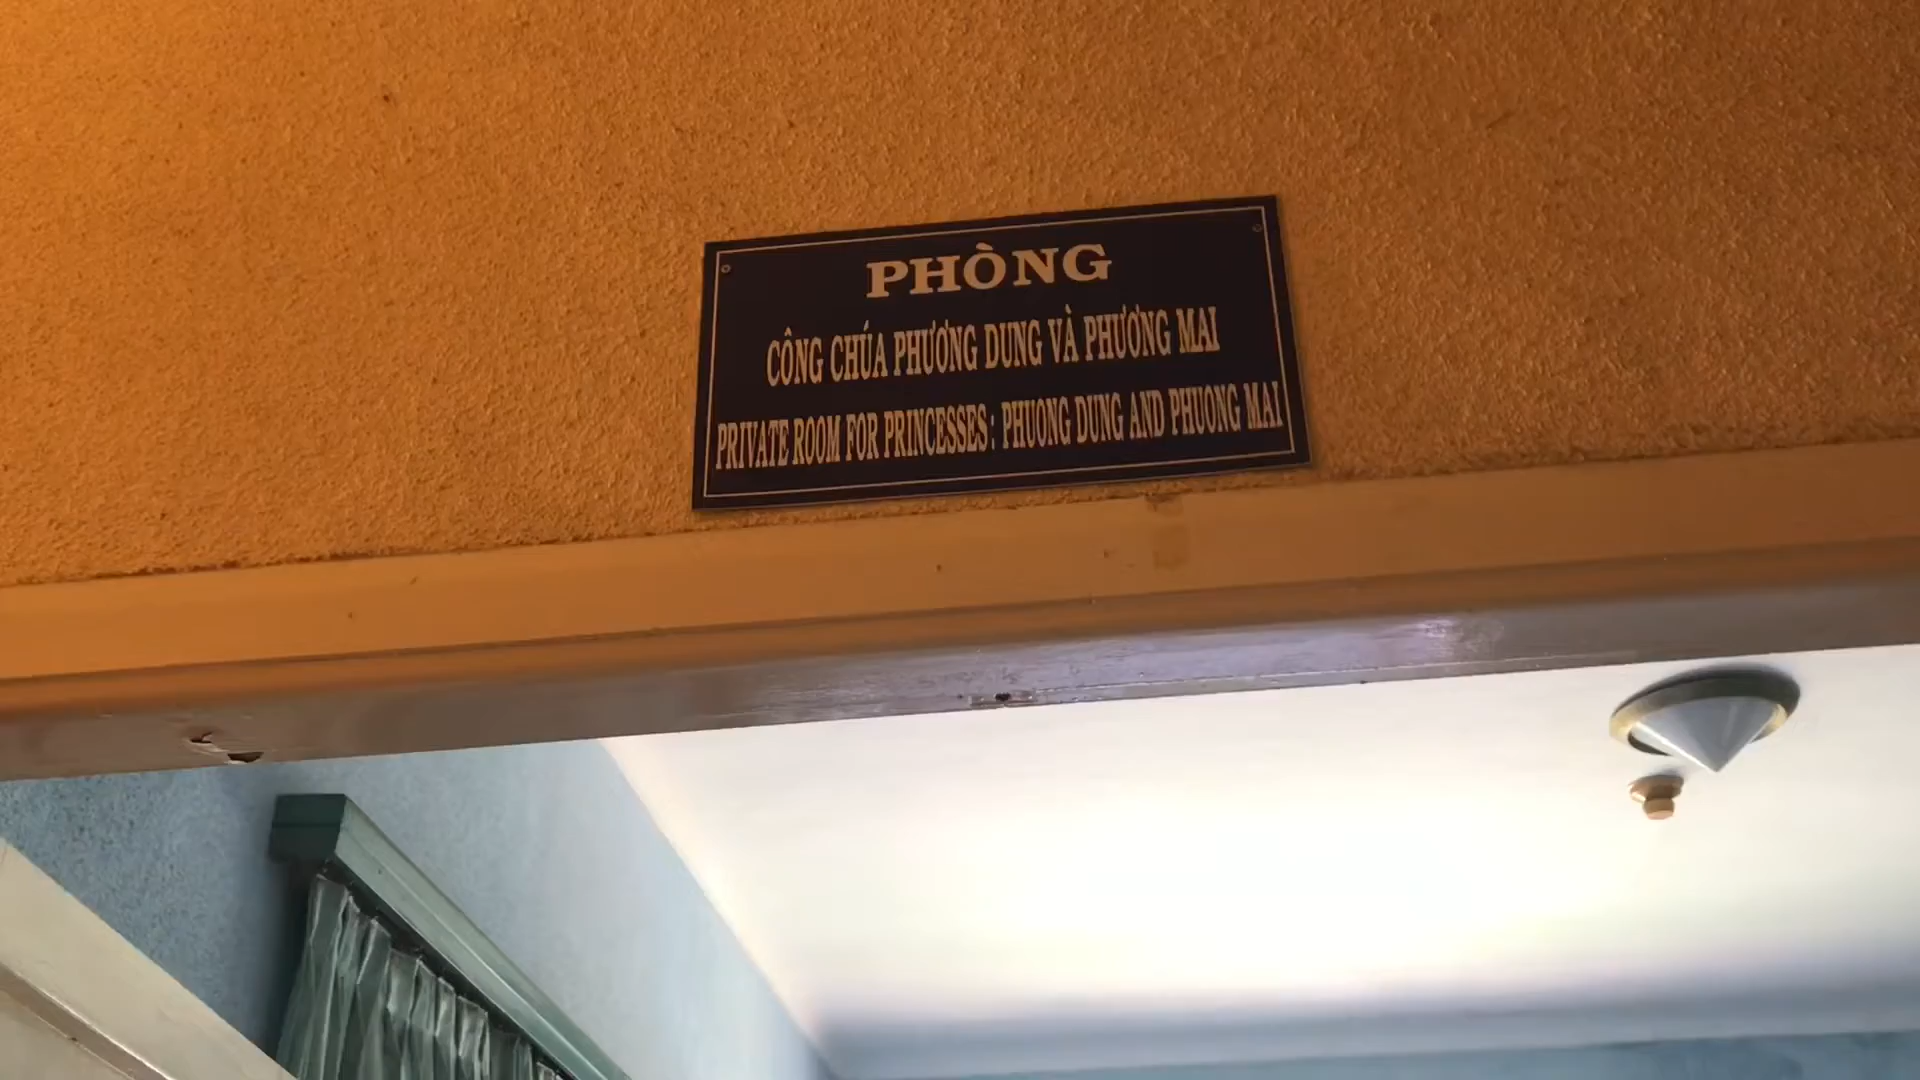 PHÒNG
CÔNG CHÚA PHƯƠNG DUNG VÀ PHƯƠNG MAI
PRIVATE ROOM FOR PRINCESSES: PHUONG DUNG AND PHUONG MAI